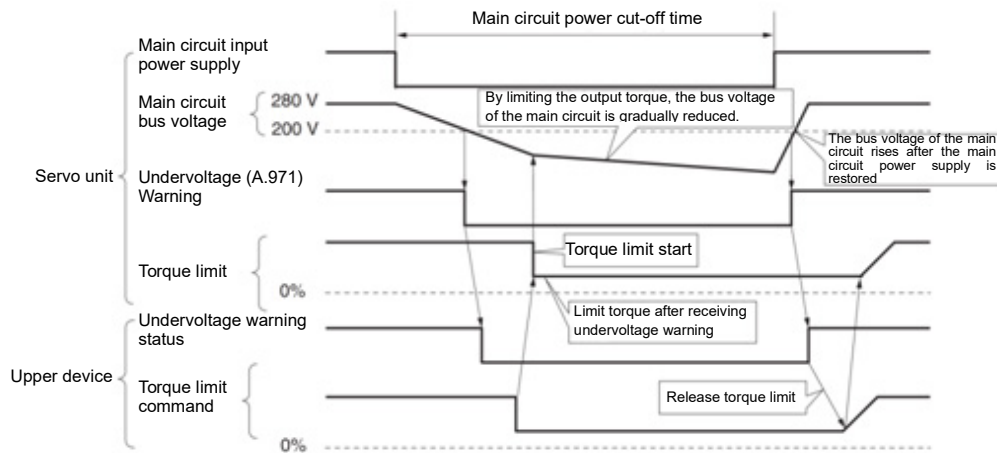 Main circuit power cut-off time
Main circuit input
power supply
Main circuit
bus voltage
280 V
200 V
By limiting the output torque, the bus voltage
of the main circuit is gradually reduced.
The bus voltage of the main
circuit rises after the main
circuit power supply is
restored
Servo unit
Undervoltage (A.971)
Warning
Torque limit start
Torque limit
0%
Limit torque after receiving
undervoltage warning
Undervoltage warning
status
Upper device
Torque limit
command
Release torque limit
0%